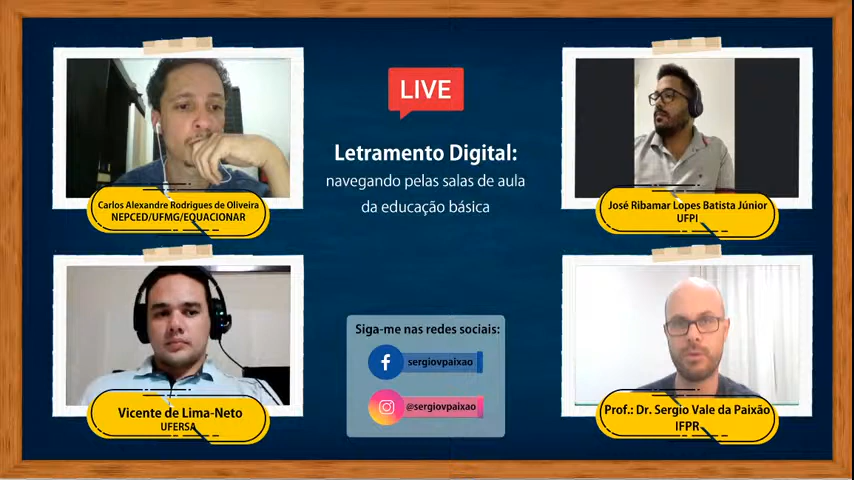 LIVE
Letramento Digital:
navegando pelas salas de aula
da educação básica
Carlos Alexandre Rodrigues de Oliveira
NEPCED/UFMG/EQUACIONAR
José Ribamar Lopes Batista Júnior
UFPI
Siga-me nas redes sociais:
sergiovpaixao
@sergiovpaixao
Vicente de Lima-Neto
UFERSA
Prof.: Dr. Sergio Vale da Paixão
IFPR